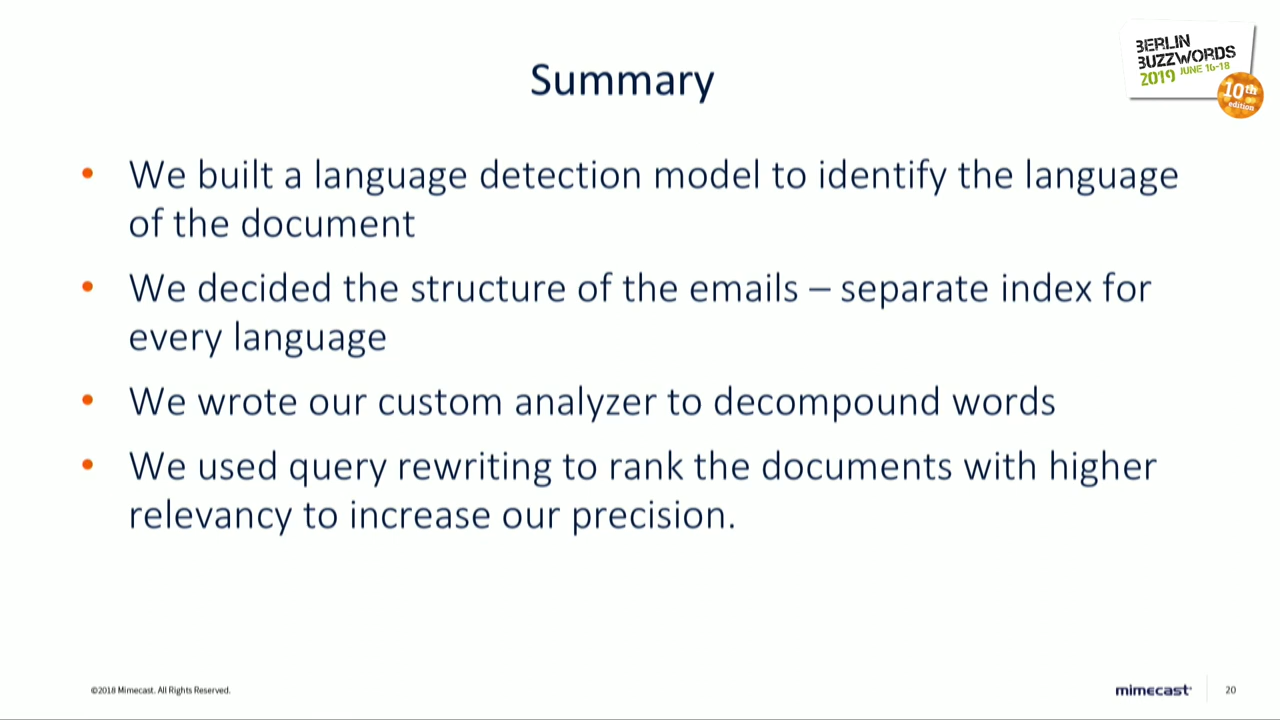 BERLIN
BUZZWORDS
2019 JUNE 16-18
10th
edition
Summary
• We built a language detection model to identify the language
of the document
• We decided the structure of the emails – separate index for
every language
• We wrote our custom analyzer to decompound words
• We used query rewriting to rank the documents with higher
relevancy to increase our precision.
©2018 Mimecast. All Rights Reserved.
mimecast
20